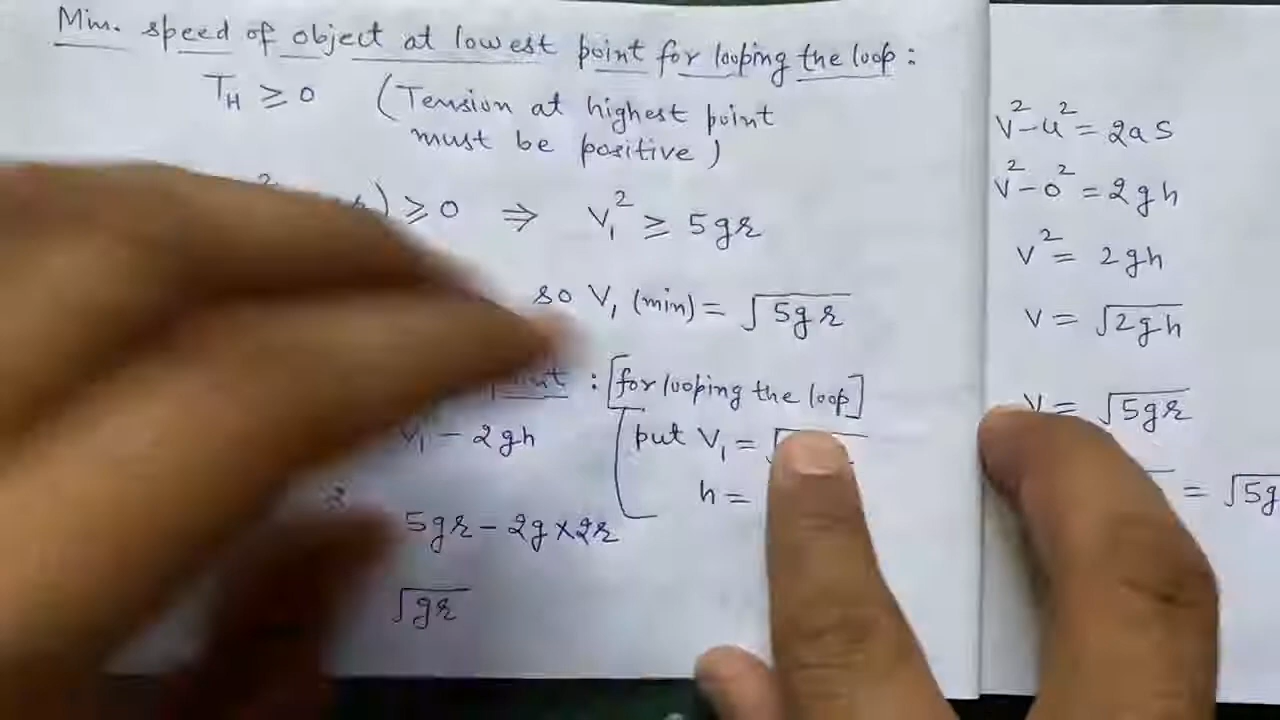 Min. speed of object at lowest point for looping the loop :
T_H ≥ 0 (Tension at highest point
must be positive)
) ≥ 0 ⇒ V₁² ≥ 5gr
so V₁ (min) = √5gr
: [for looping the loop]
V₁ - 2gh [put V₁ = √
h =
5gr - 2g × 2r
√gr
V² - u² = 2as
V² - 0² = 2gh
V² = 2gh
V = √2gh
V = √5gr
= √5g